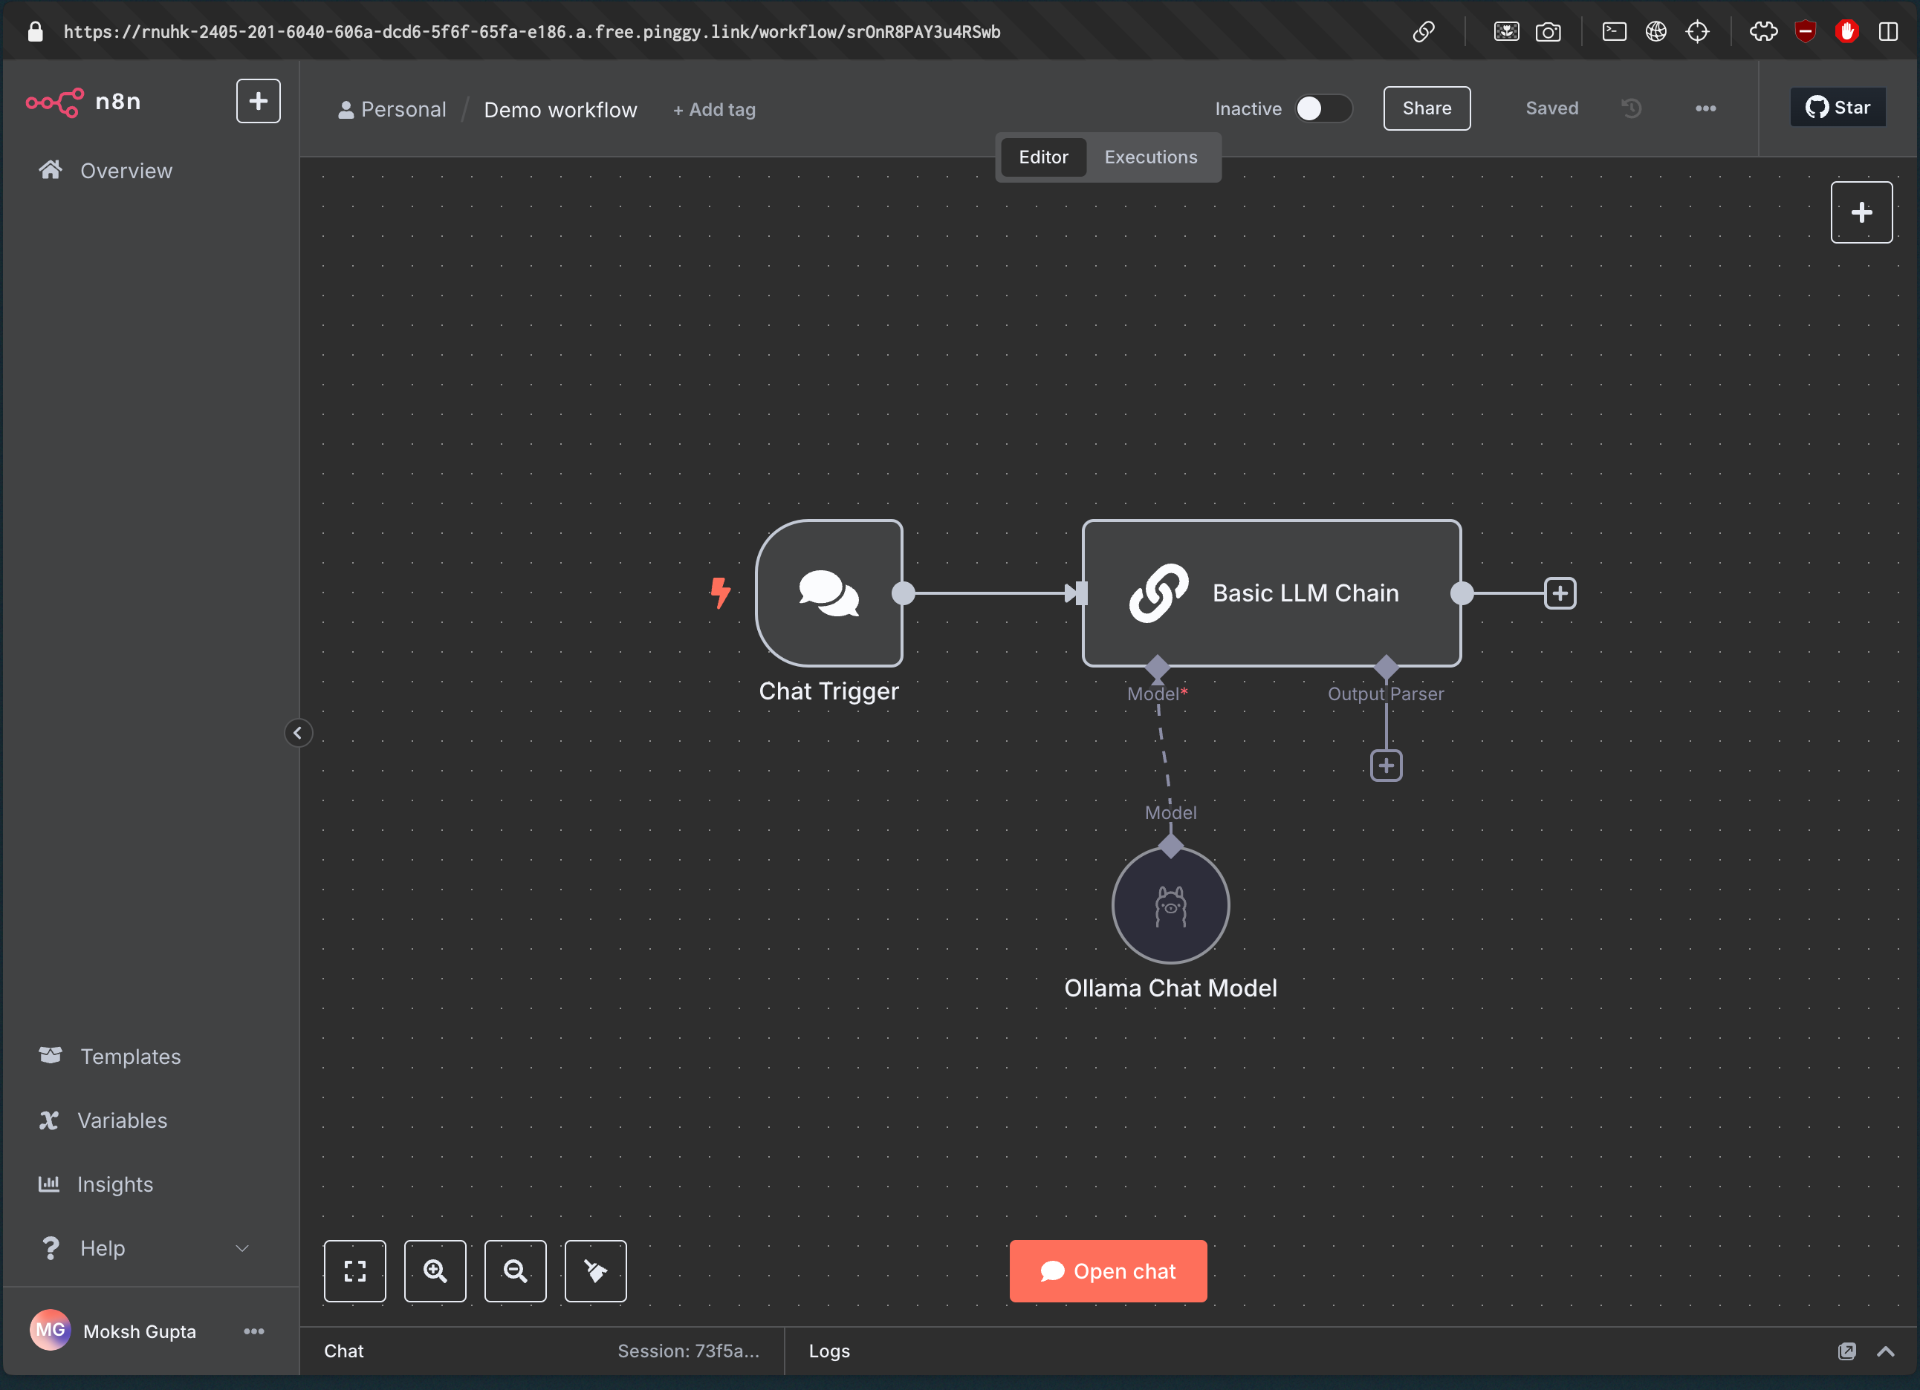 https://rnuhk-2405-201-6040-606a-dcd6-5f6f-65fa-e186.a.free.pinggy.link/workflow/srOnR8PAY3u4RSwb
n8n
Personal / Demo workflow + Add tag
Inactive
Share
Saved
Star
Editor Executions
Overview
Basic LLM Chain
Chat Trigger
Model*
Output Parser
Model
Ollama Chat Model
Templates
Variables
Insights
Help
Open chat
MG Moksh Gupta
Chat
Session: 73f5a...
Logs